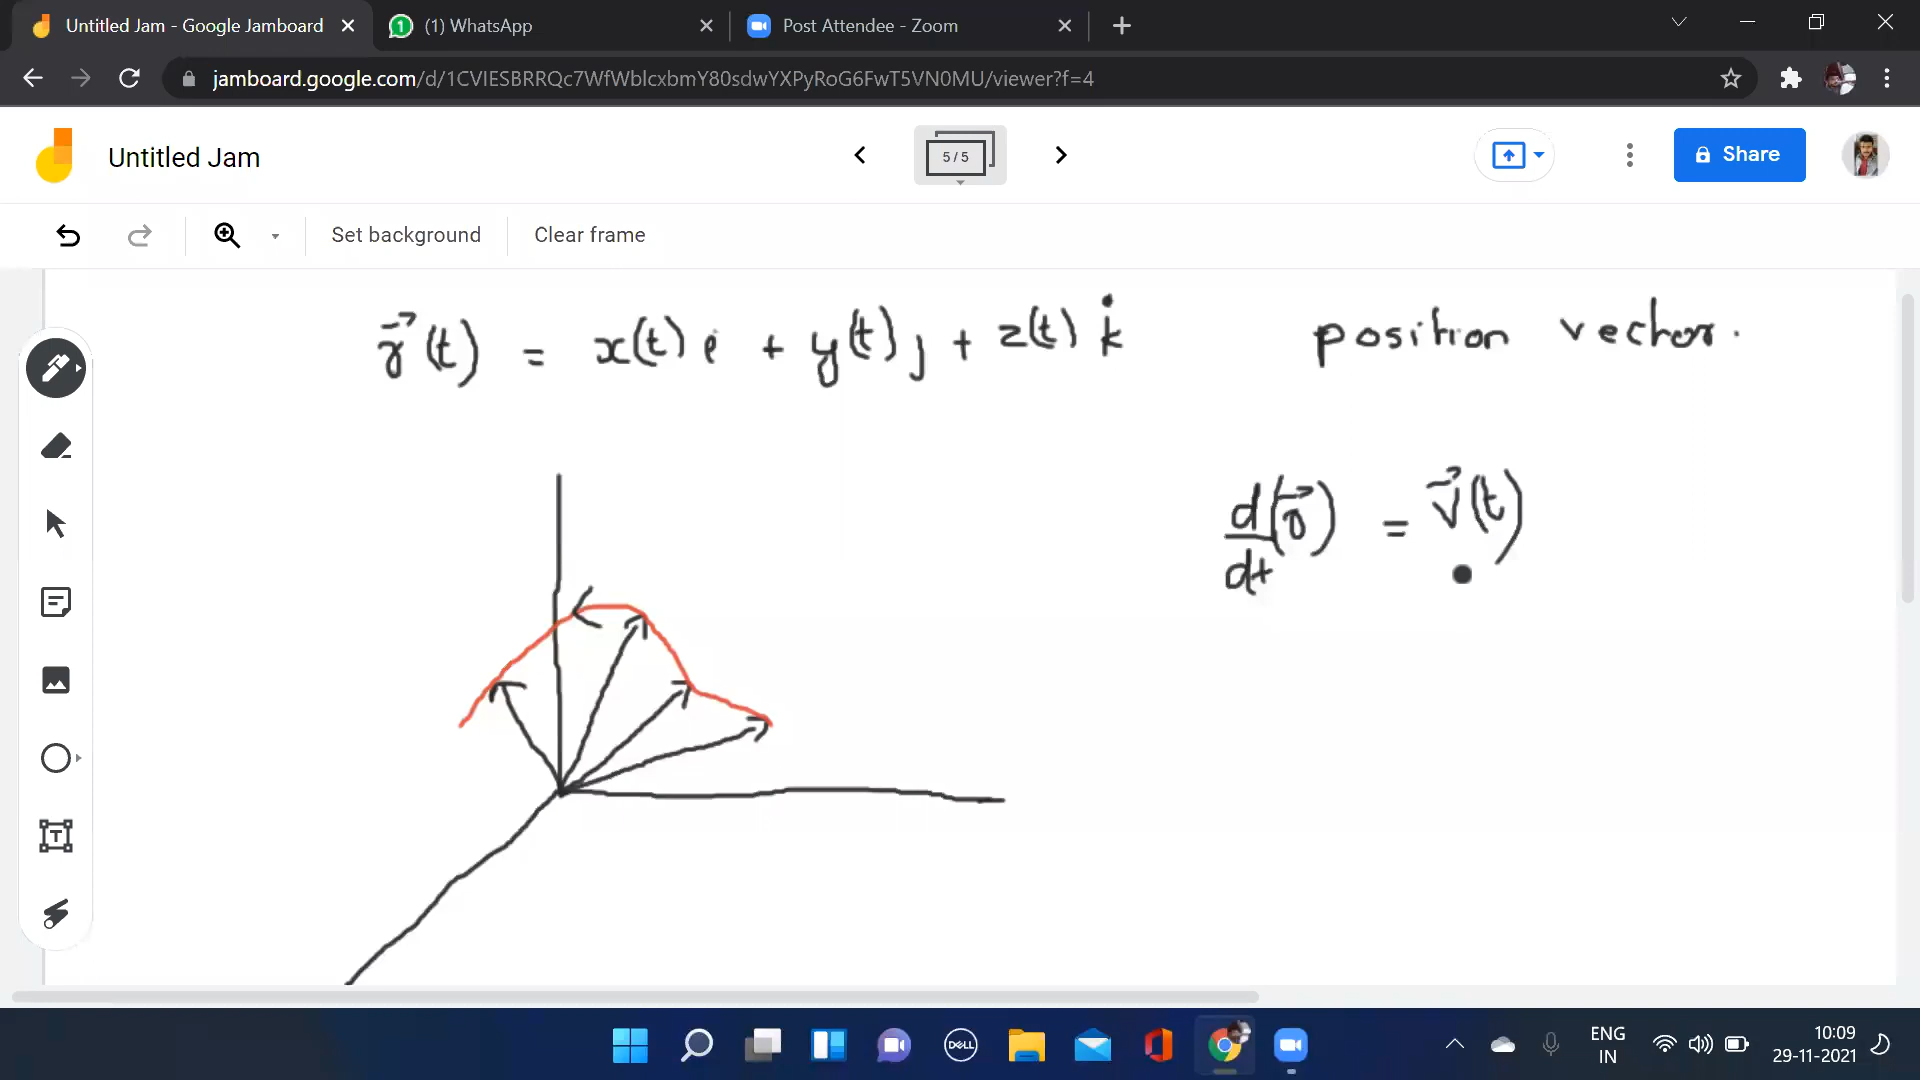 Untitled Jam - Google Jamboard
(1) WhatsApp
Post Attendee - Zoom
jamboard.google.com/d/1CVIESBRRQc7WfWblcxbmY80sdwYXPyRoG6FwT5VN0MU/viewer?f=4
Untitled Jam
5 / 5
Share
Set background
Clear frame
r⃗(t) = x(t) i + y(t) j + z(t) k position vector.
d/dt (r⃗) = v⃗(t)
DELL
ENG
IN
10:09
29-11-2021